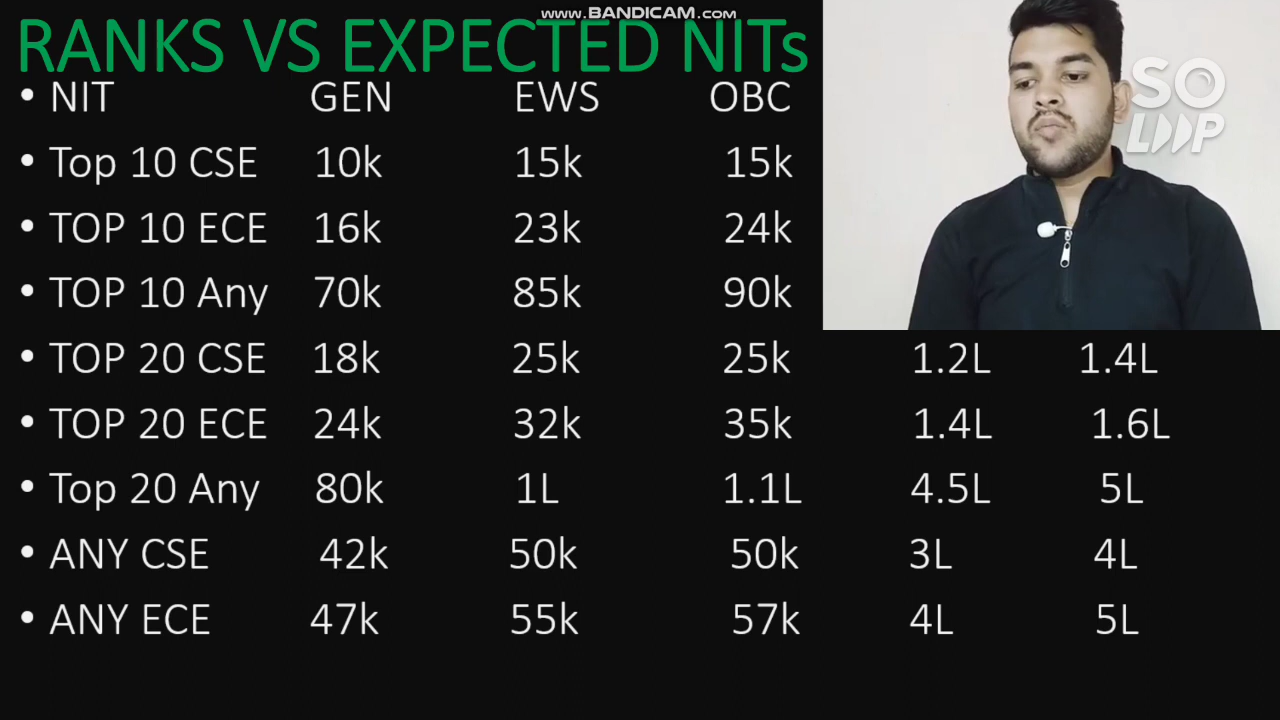 www.BANDICAM.com
RANKS VS EXPECTED NITs
• NIT GEN EWS OBC
• Top 10 CSE 10k 15k 15k
• TOP 10 ECE 16k 23k 24k
• TOP 10 Any 70k 85k 90k
• TOP 20 CSE 18k 25k 25k 1.2L 1.4L
• TOP 20 ECE 24k 32k 35k 1.4L 1.6L
• Top 20 Any 80k 1L 1.1L 4.5L 5L
• ANY CSE 42k 50k 50k 3L 4L
• ANY ECE 47k 55k 57k 4L 5L
SO
LOOP